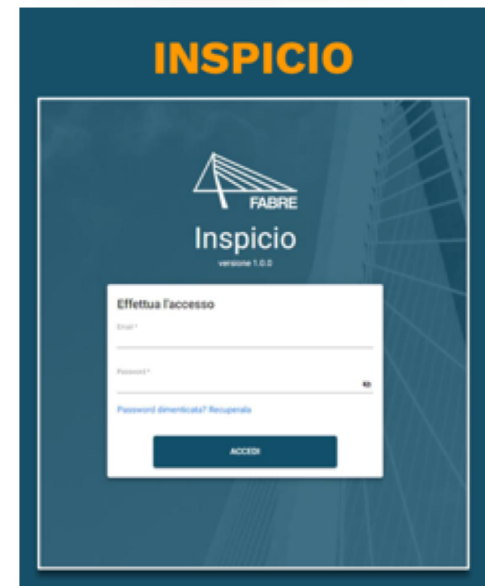 INSPICIO
FABRE
Inspicio
versione 1.0.0
Effettua l'accesso
Email *
Password *
Password dimenticata? Recuperala
ACCEDI